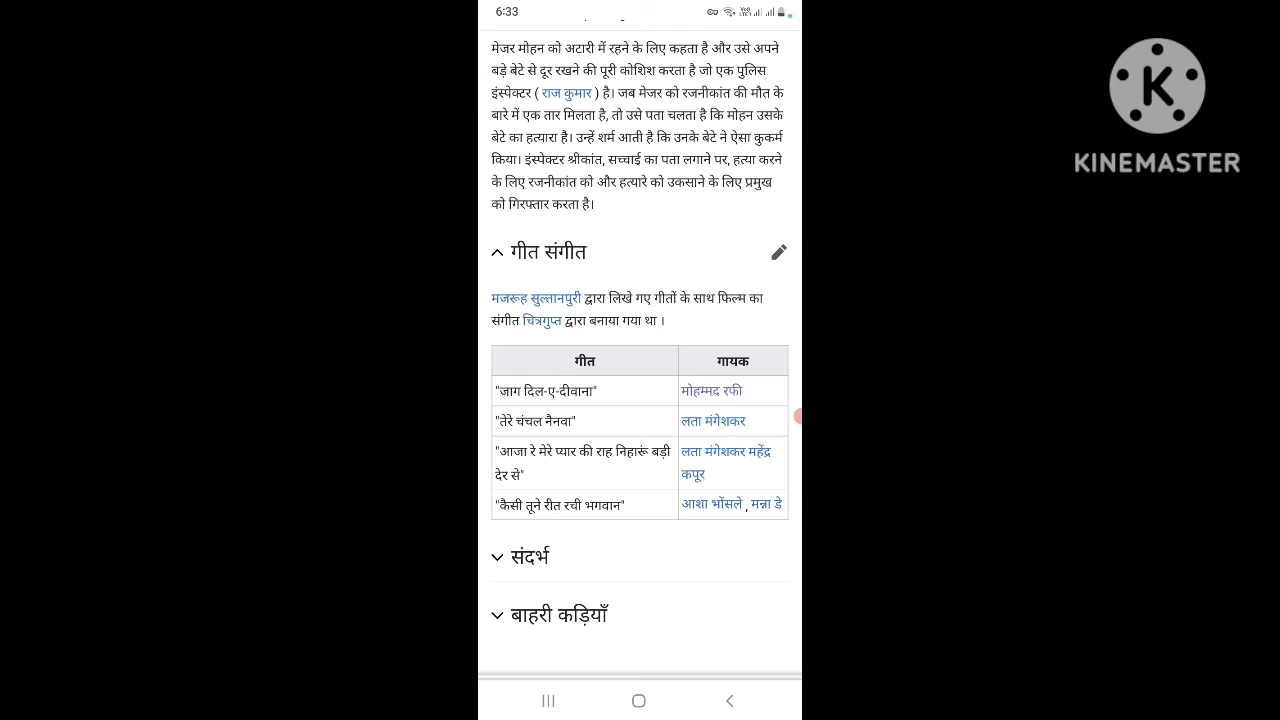 6:33
मेजर मोहन को अटारी में रहने के लिए कहता है और उसे अपने
बड़े बेटे से दूर रखने की पूरी कोशिश करता है जो एक पुलिस
इंस्पेक्टर ( राज कुमार ) है। जब मेजर को रजनीकांत की मौत के
बारे में एक तार मिलता है, तो उसे पता चलता है कि मोहन उसके
बेटे का हत्यारा है। उन्हें शर्म आती है कि उनके बेटे ने ऐसा कुकर्म
किया। इंस्पेक्टर श्रीकांत, सच्चाई का पता लगाने पर, हत्या करने
के लिए रजनीकांत को और हत्यारे को उकसाने के लिए प्रमुख
को गिरफ्तार करता है।
KINEMASTER
गीत संगीत
मजरूह सुल्तानपुरी द्वारा लिखे गए गीतों के साथ फिल्म का
संगीत चित्रगुप्त द्वारा बनाया गया था ।
गीत गायक
"जाग दिल-ए-दीवाना" मोहम्मद रफी
"तेरे चंचल नैनवा" लता मंगेशकर
"आजा रे मेरे प्यार की राह निहारूं बड़ी लता मंगेशकर महेंद्र
देर से" कपूर
"कैसी तूने रीत रची भगवान" आशा भोंसले , मन्ना डे
संदर्भ
बाहरी कड़ियाँ